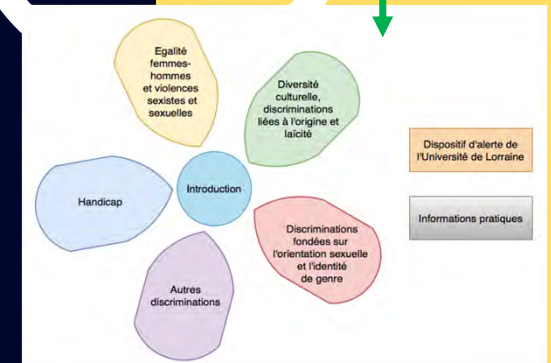 Egalité
femmes-
hommes
et violences
sexistes et
sexuelles
Diversité
culturelle,
discriminations
liées à l'origine et
laïcité
Dispositif d'alerte de
l'Université de Lorraine
Handicap
Introduction
Informations pratiques
Discriminations
fondées sur
l'orientation sexuelle
et l'identité
de genre
Autres
discriminations